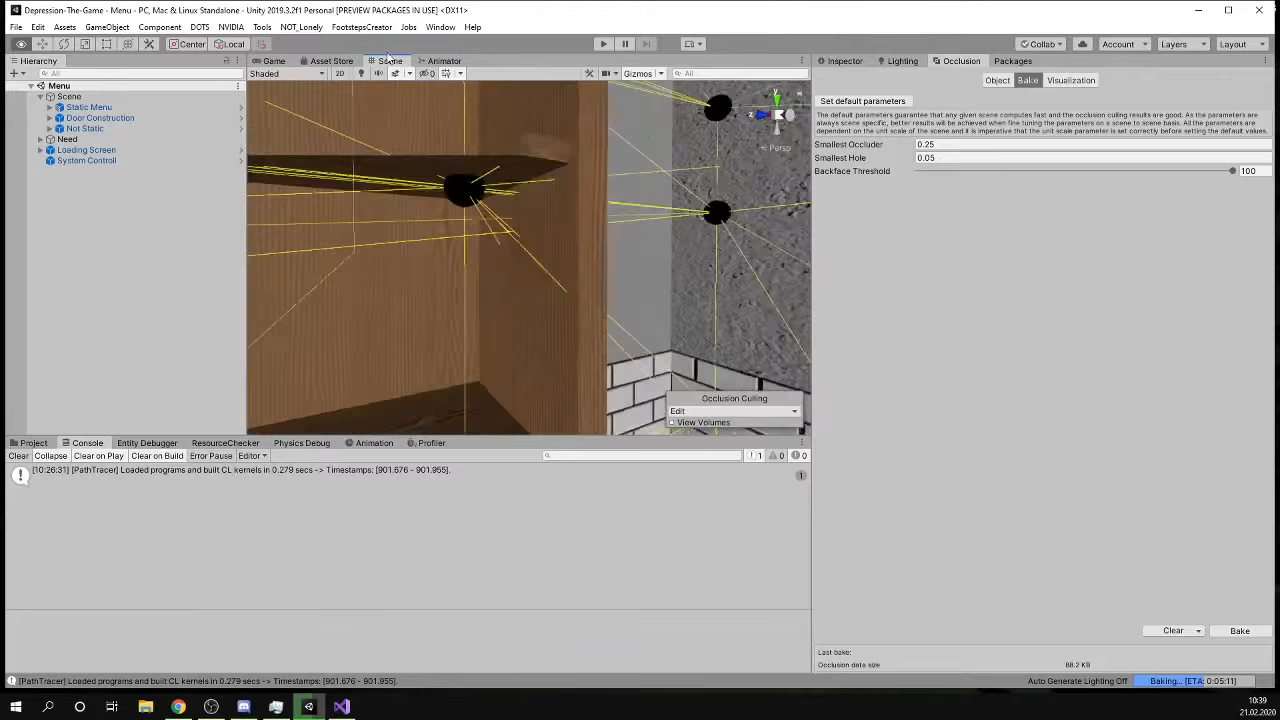 Depression-The-Game - Menu - PC, Mac & Linux Standalone - Unity 2019.3.2f1 Personal [PREVIEW PACKAGES IN USE] <DX11>
File Edit Assets GameObject Component DOTS NVIDIA Tools NOT_Lonely FootstepsCreator Jobs Window Help
Center Local Collab Account Layers Layout
Hierarchy Game Asset Store Scene Animator Inspector Lighting Occlusion Packages
All Shaded 2D 0 Gizmos All
Object Bake Visualization
Menu
Scene
Static Menu
Door Construction
Not Static
Need
Loading Screen
System Control
y
z
Persp
Set default parameters
The default parameters guarantee that any given scene computes fast and the occlusion culling results are good. As the parameters are
always scene specific, better results will be achieved when fine tuning the parameters on a scene to scene basis. All the parameters are
dependent on the unit scale of the scene and it is imperative that the unit scale parameter is set correctly before setting the default values.
Smallest Occluder 0.25
Smallest Hole 0.05
Backface Threshold 100
Occlusion Culling
Edit
View Volumes
Project Console Entity Debugger ResourceChecker Physics Debug Animation Profiler
Clear Collapse Clear on Play Clear on Build Error Pause Editor 1 0 0
[10:26:31] [PathTracer] Loaded programs and built CL kernels in 0.279 secs -> Timestamps: [901.676 - 901.955].
1
Clear Bake
Last bake:
Occlusion data size 88.2 KB
[PathTracer] Loaded programs and built CL kernels in 0.279 secs -> Timestamps: [901.676 - 901.955].
Auto Generate Lighting Off Baking... [ETA: 0:05:11]
10:39
21.02.2020